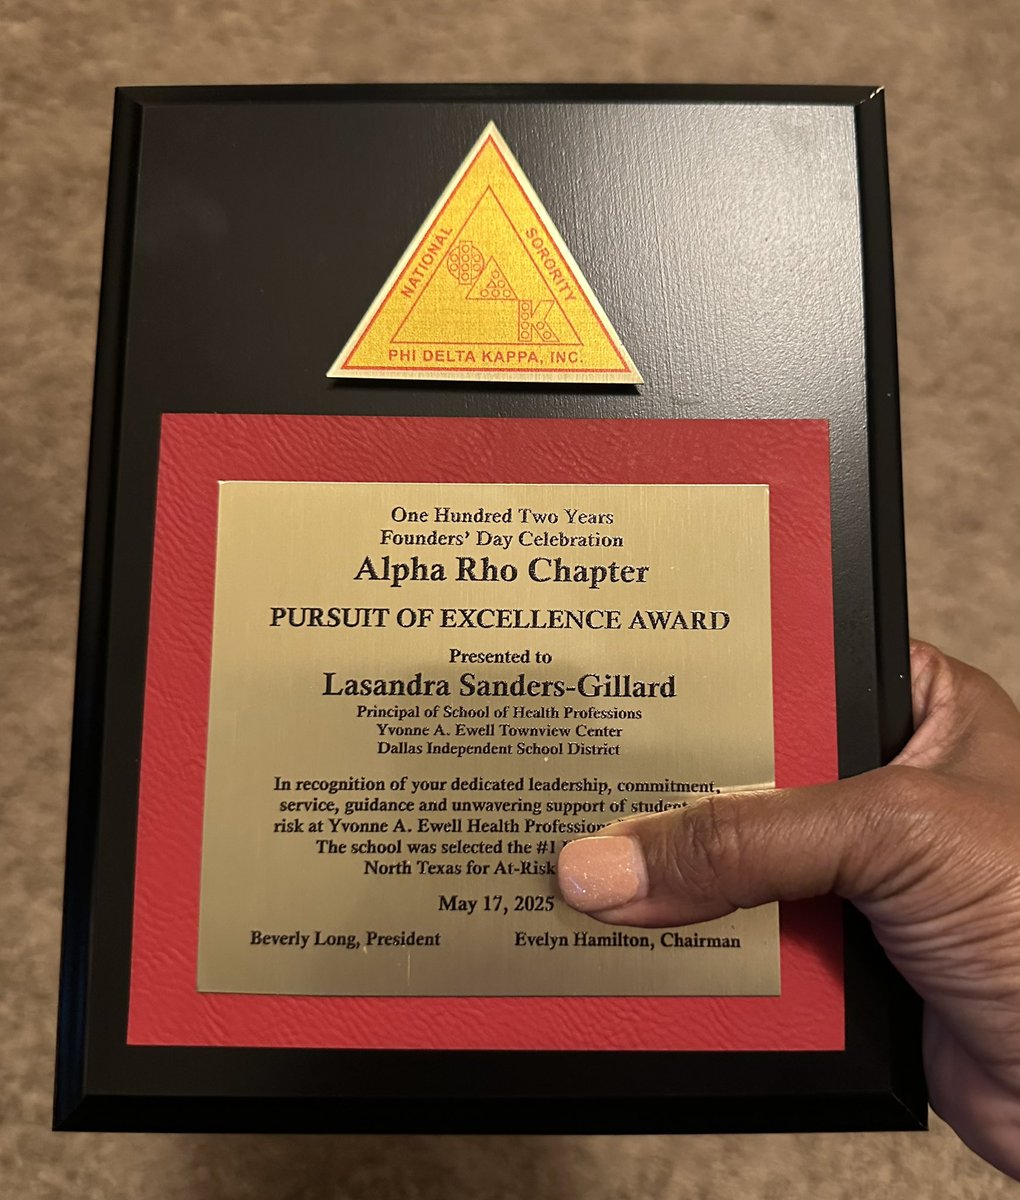 NATIONAL SORORITY
ΦΔK
PHI DELTA KAPPA, INC.
One Hundred Two Years
Founders' Day Celebration
Alpha Rho Chapter
PURSUIT OF EXCELLENCE AWARD
Presented to
Lasandra Sanders-Gillard
Principal of School of Health Professions
Yvonne A. Ewell Townview Center
Dallas Independent School District
In recognition of your dedicated leadership, commitment,
service, guidance and unwavering support of
risk at Yvonne A. Ewell Health
The school was selected the #1
North Texas for At-Risk
May 17, 2025
Beverly Long, President
Evelyn Hamilton, Chairman